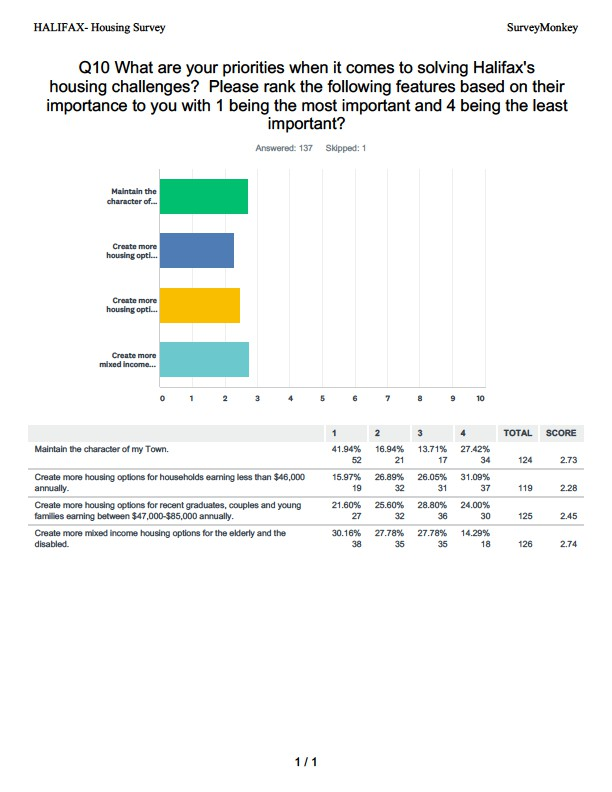 HALIFAX- Housing Survey
SurveyMonkey
Q10 What are your priorities when it comes to solving Halifax's
housing challenges? Please rank the following features based on their
importance to you with 1 being the most important and 4 being the least
important?
Answered: 137 Skipped: 1
Maintain the
character of...
Create more
housing opti...
Create more
housing opti...
Create more
mixed income...
0 1 2 3 4 5 6 7 8 9 10
1 2 3 4 TOTAL SCORE
Maintain the character of my Town. 41.94% 16.94% 13.71% 27.42%
52 21 17 34 124 2.73
Create more housing options for households earning less than $46,000 15.97% 26.89% 26.05% 31.09%
annually. 19 32 31 37 119 2.28
Create more housing options for recent graduates, couples and young 21.60% 25.60% 28.80% 24.00%
families earning between $47,000-$85,000 annually. 27 32 36 30 125 2.45
Create more mixed income housing options for the elderly and the 30.16% 27.78% 27.78% 14.29%
disabled. 38 35 35 18 126 2.74
1 / 1